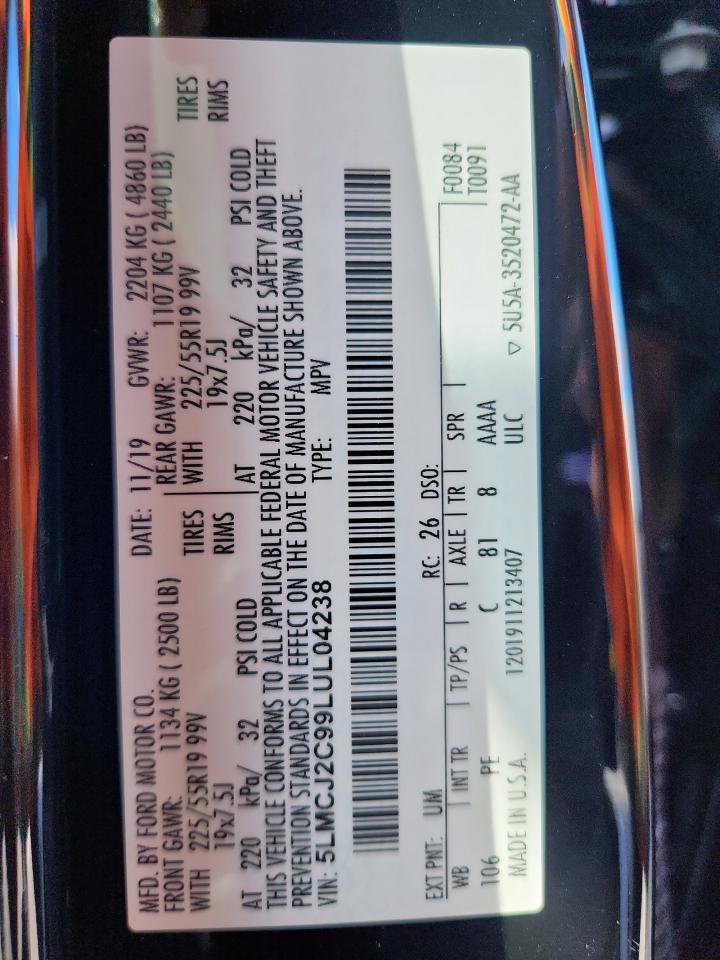 MFD. BY FORD MOTOR CO. DATE: 11/19 GVWR: 2204 KG ( 4860 LB)
FRONT GAWR: 1134 KG ( 2500 LB) REAR GAWR: 1107 KG ( 2440 LB)
WITH 225/55R19 99V TIRES WITH 225/55R19 99V TIRES
19x7.5J RIMS 19x7.5J RIMS
AT 220 kPa/ 32 PSI COLD AT 220 kPa/ 32 PSI COLD
THIS VEHICLE CONFORMS TO ALL APPLICABLE FEDERAL MOTOR VEHICLE SAFETY AND THEFT
PREVENTION STANDARDS IN EFFECT ON THE DATE OF MANUFACTURE SHOWN ABOVE.
VIN: 5LMCJ2C99LUL04238 TYPE: MPV
EXT PNT: UM RC: 26 DSO: F0084
WB INT TR TP/PS R AXLE TR SPR T0091
106 PE C 81 8 AAAA
MADE IN U.S.A. 1201911213407 ULC ▽ 5U5A-3520472-AA